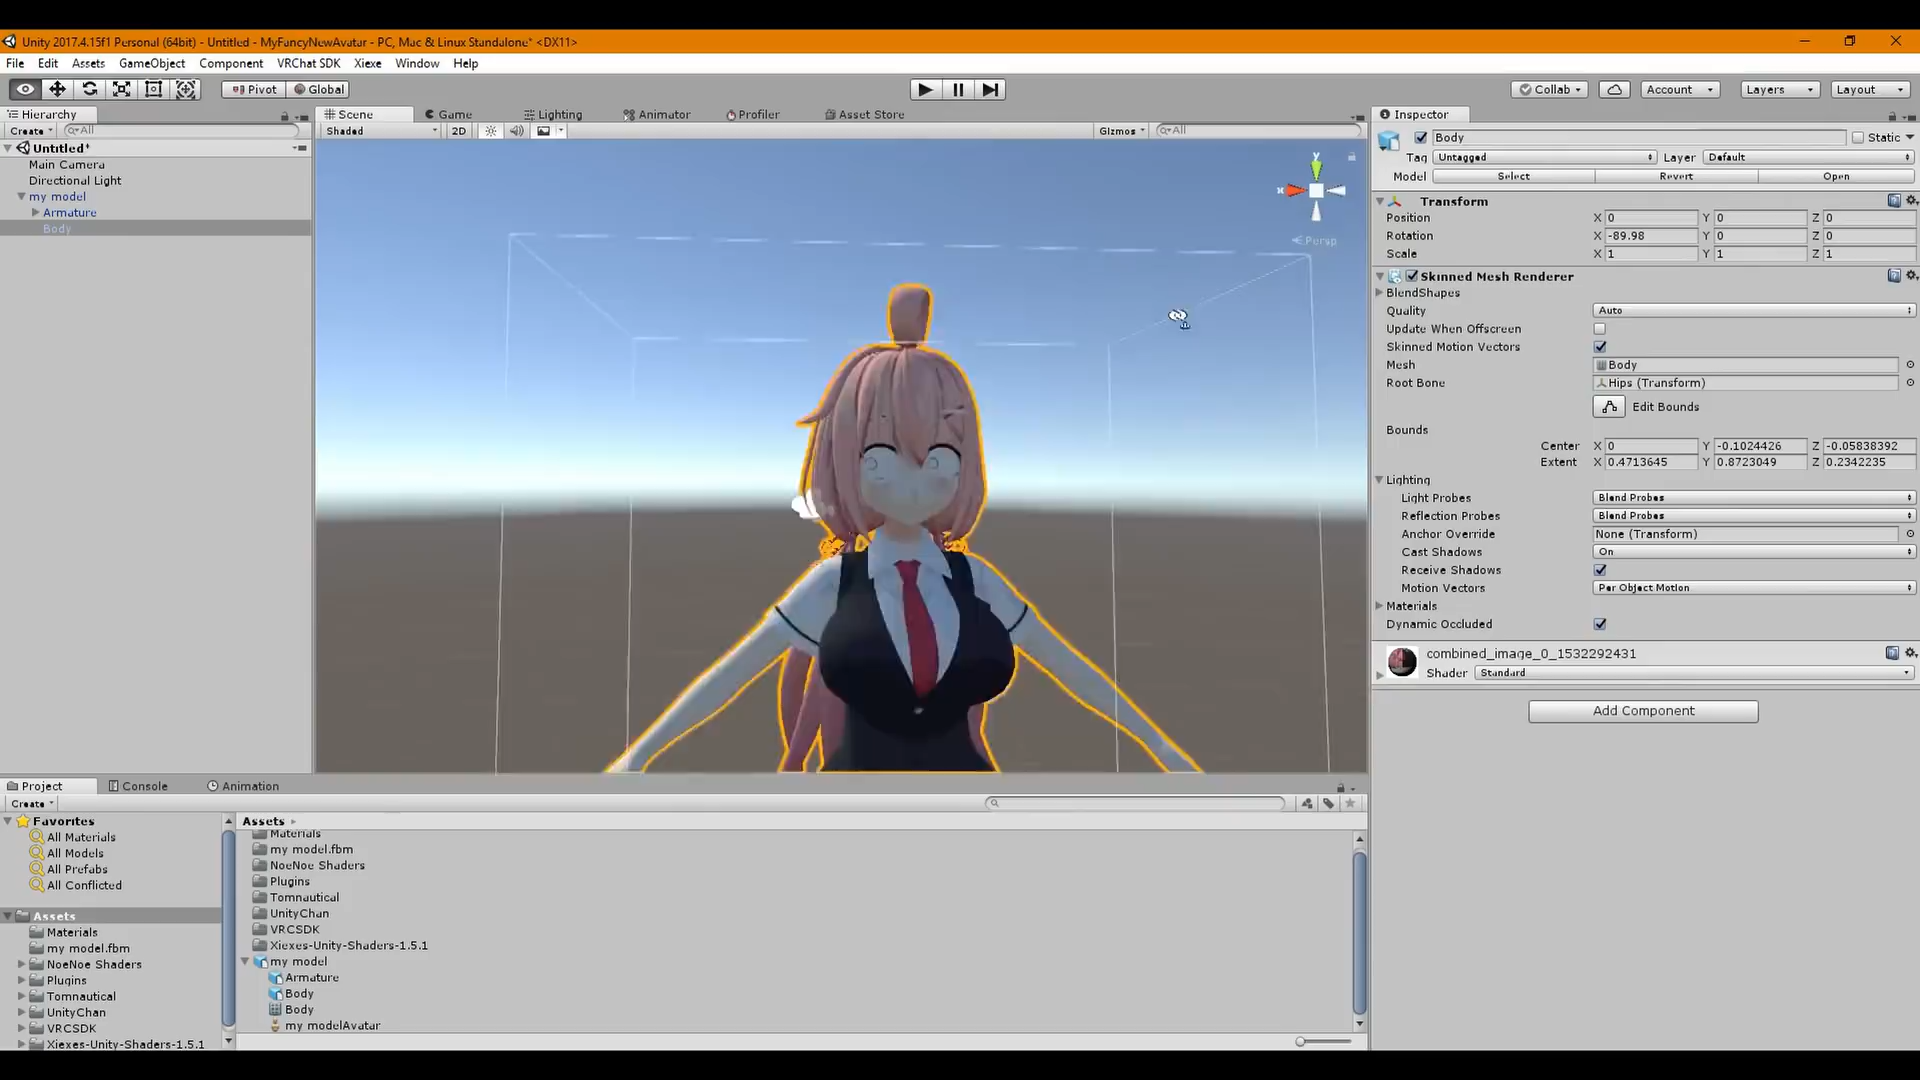 Unity 2017.4.15f1 Personal (64bit) - Untitled - MyFancyNewAvatar - PC, Mac & Linux Standalone* <DX11>
File Edit Assets GameObject Component VRChat SDK Xiexe Window Help
Pivot Global Collab Account Layers Layout
Hierarchy
Create All
Untitled*
Main Camera
Directional Light
my model
Armature
Body
Scene Game Lighting Animator Profiler Asset Store
Shaded 2D Gizmos All
y
x
Persp
Inspector
Body Static
Tag Untagged Layer Default
Model Select Revert Open
Transform
Position X 0 Y 0 Z 0
Rotation X -89.98 Y 0 Z 0
Scale X 1 Y 1 Z 1
Skinned Mesh Renderer
BlendShapes
Quality Auto
Update When Offscreen
Skinned Motion Vectors
Mesh Body
Root Bone Hips (Transform)
Edit Bounds
Bounds
Center X 0 Y -0.1024426 Z -0.05838392
Extent X 0.4713645 Y 0.8723049 Z 0.2342235
Lighting
Light Probes Blend Probes
Reflection Probes Blend Probes
Anchor Override None (Transform)
Cast Shadows On
Receive Shadows
Motion Vectors Per Object Motion
Materials
Dynamic Occluded
combined_image_0_1532292431
Shader Standard
Add Component
Project Console Animation
Create
Favorites
All Materials
All Models
All Prefabs
All Conflicted
Assets
Materials
my model.fbm
NoeNoe Shaders
Plugins
Tomnautical
UnityChan
VRCSDK
Xiexes-Unity-Shaders-1.5.1
Assets
Materials
my model.fbm
NoeNoe Shaders
Plugins
Tomnautical
UnityChan
VRCSDK
Xiexes-Unity-Shaders-1.5.1
my model
Armature
Body
Body
my modelAvatar